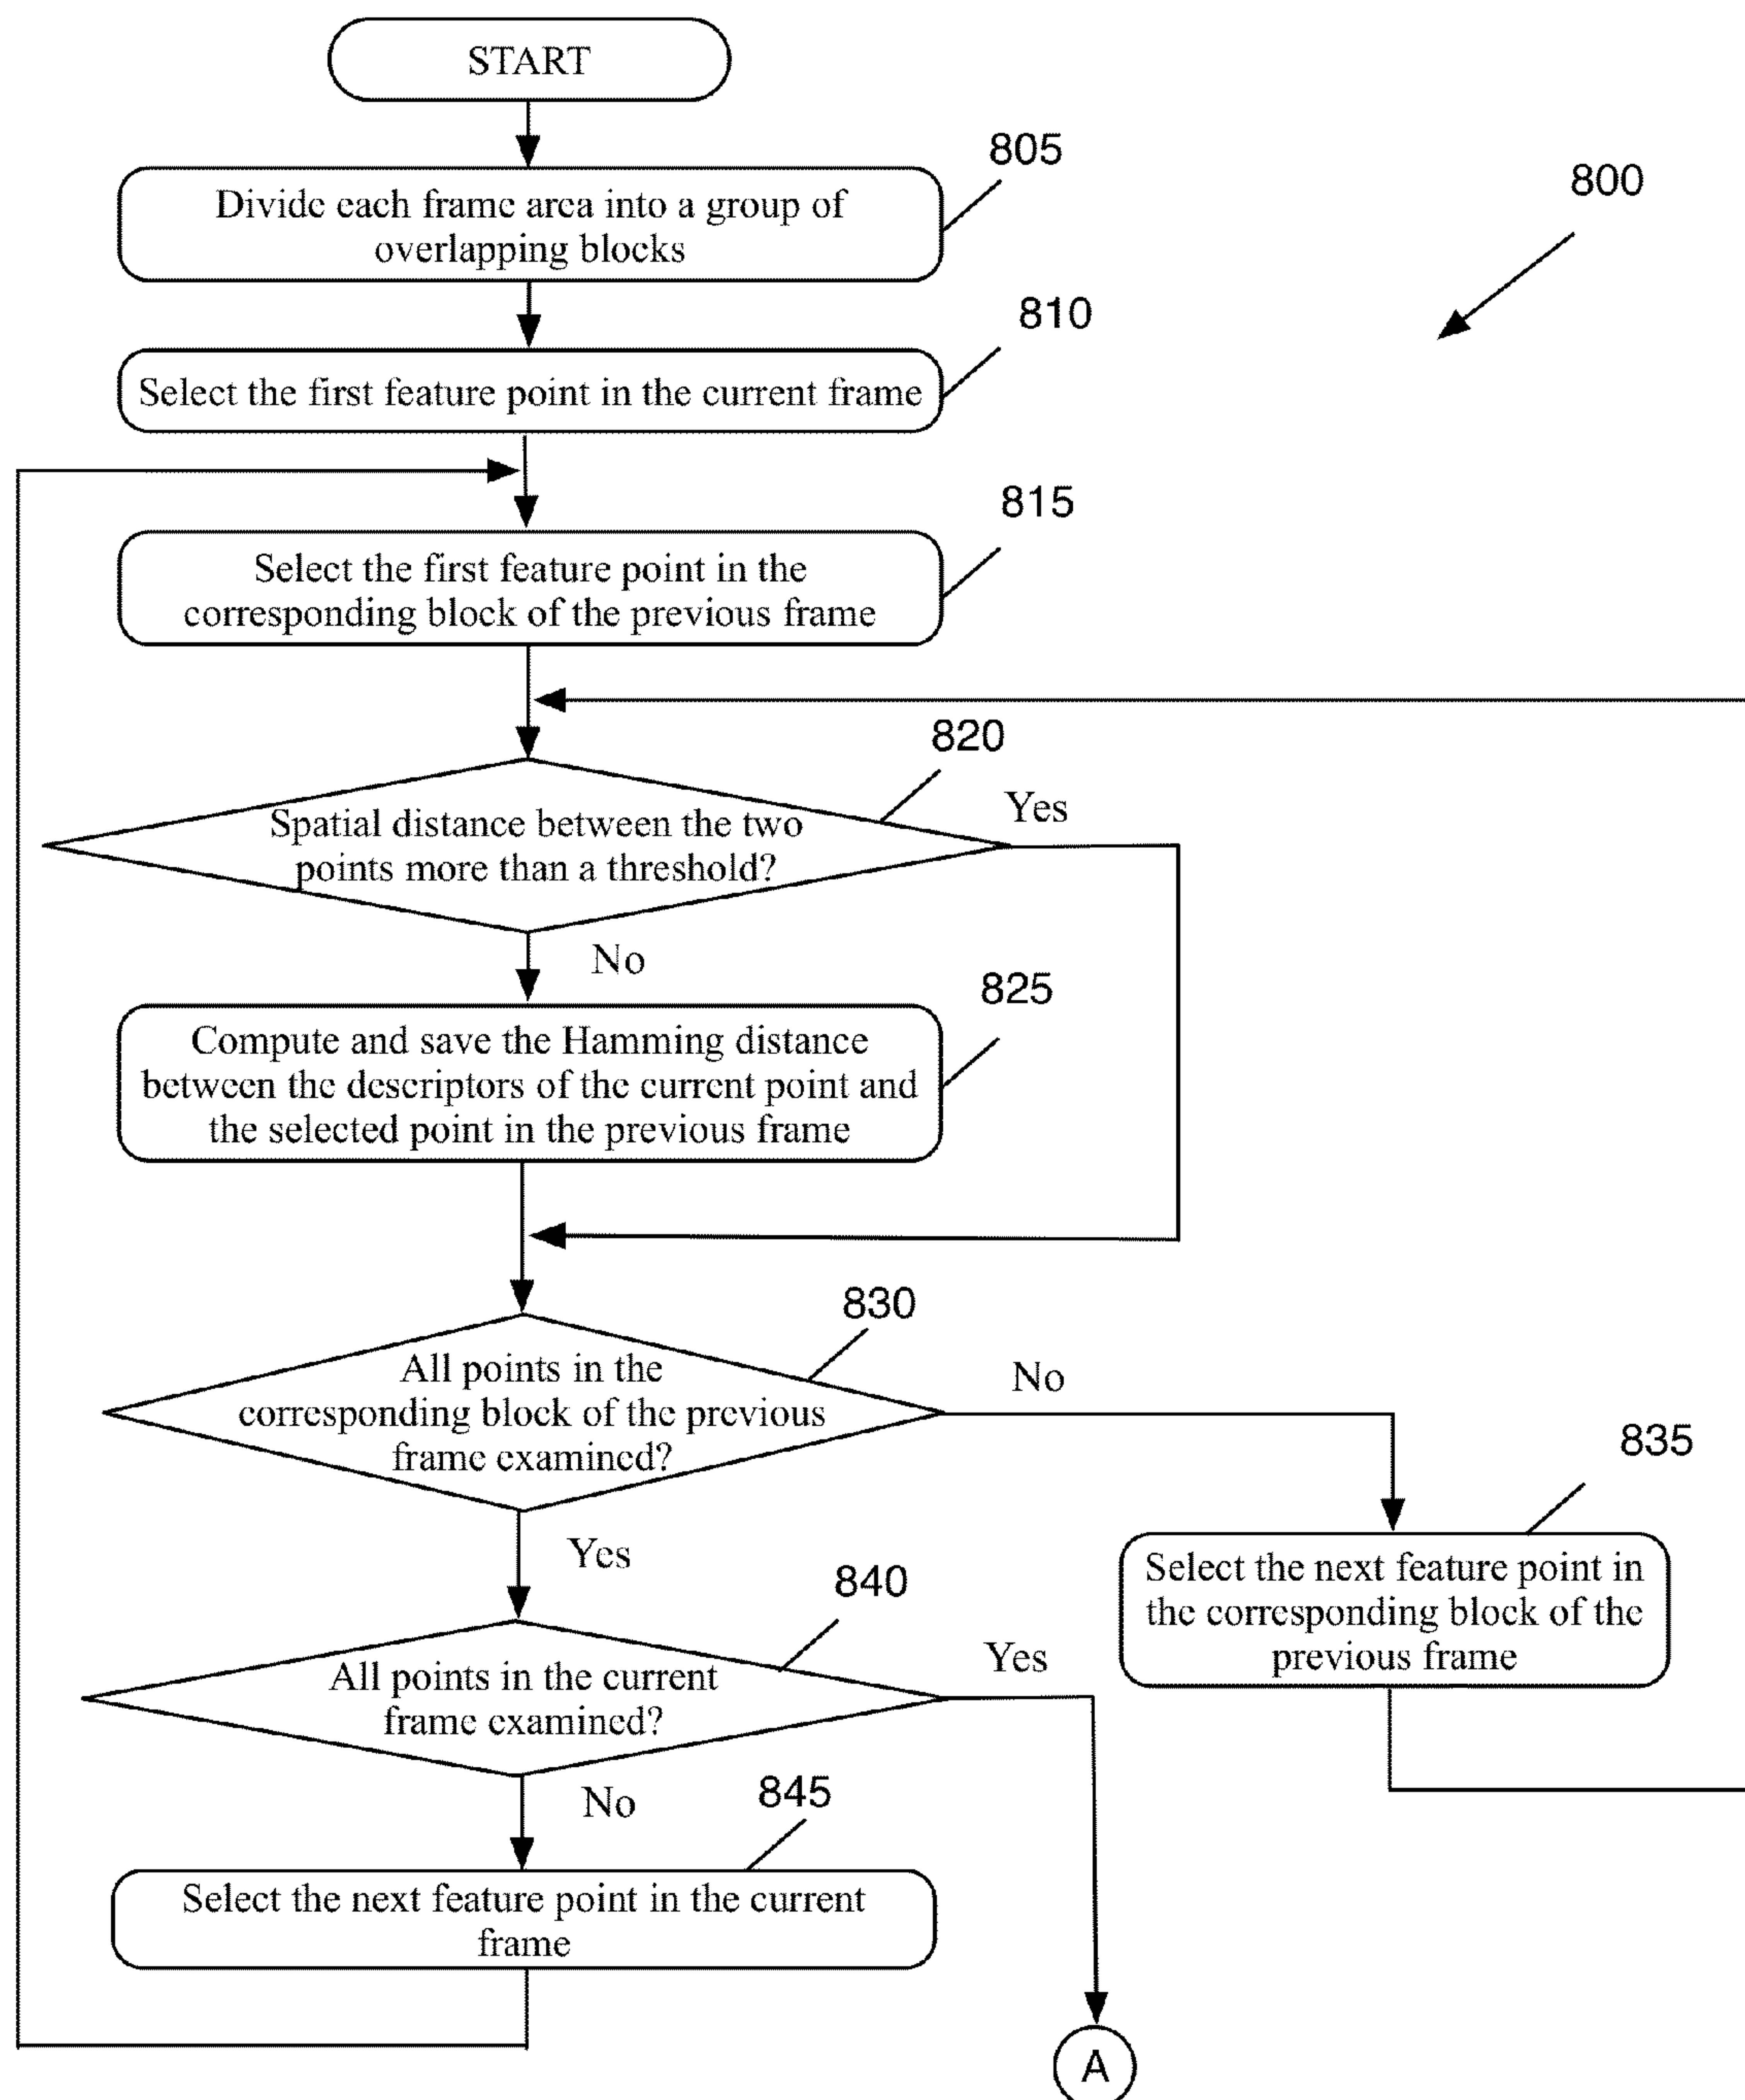 START
805
Divide each frame area into a group of
overlapping blocks
800
810
Select the first feature point in the current frame
815
Select the first feature point in the
corresponding block of the previous frame
820
Spatial distance between the two
points more than a threshold?
Yes
No
825
Compute and save the Hamming distance
between the descriptors of the current point and
the selected point in the previous frame
830
All points in the
corresponding block of the previous
frame examined?
No
Yes
835
Select the next feature point in
the corresponding block of the
previous frame
840
All points in the current
frame examined?
Yes
No
845
Select the next feature point in the current
frame
A